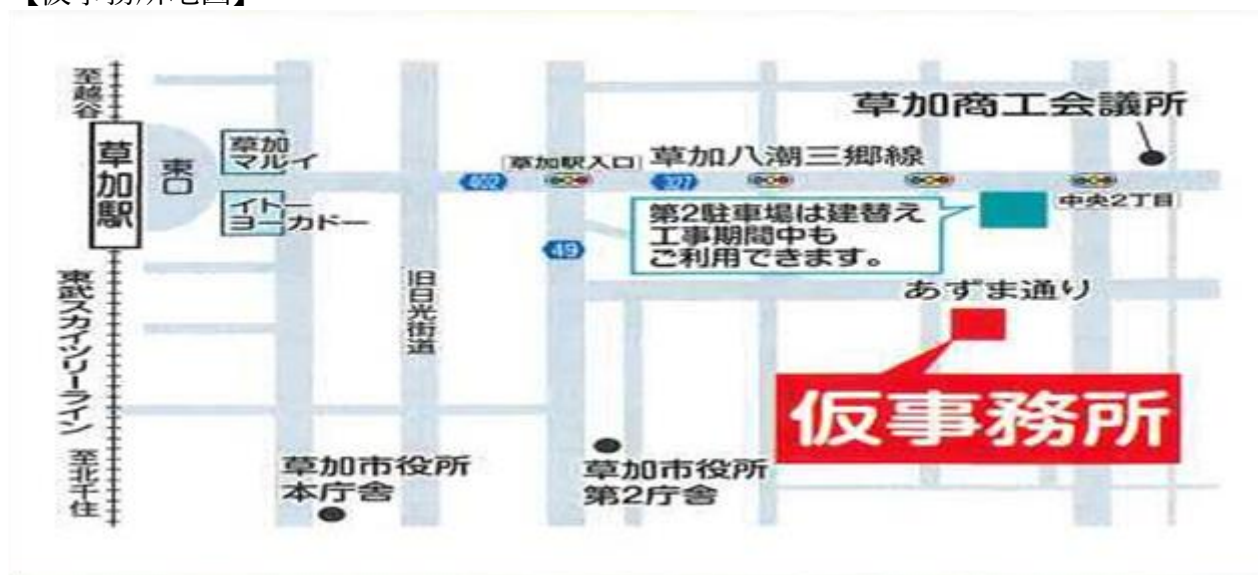 【仮事務所地図】
至越谷
草加駅
東口
草加
マルイ
イトー
ヨーカドー
402
[草加駅入口]
草加八潮三郷線
327
草加商工会議所
中央2丁目
第2駐車場は建替え
工事期間中も
ご利用できます。
49
旧日光街道
あずま通り
仮事務所
東武スカイツリーライン
至北千住
草加市役所
本庁舎
草加市役所
第2庁舎